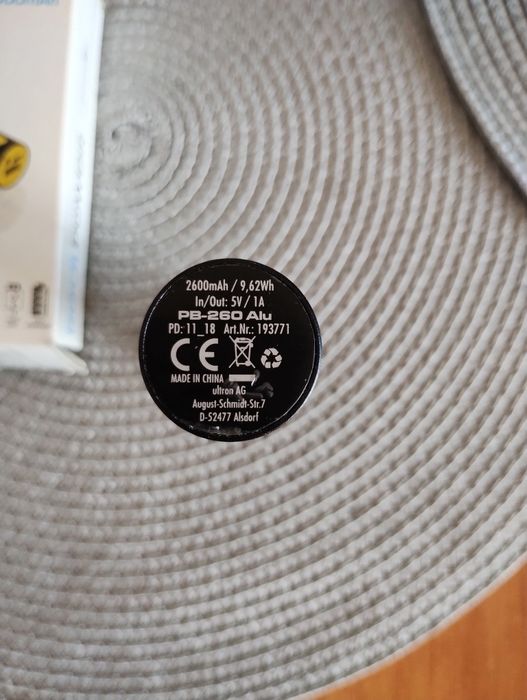 2600mAh / 9,62Wh
In/Out: 5V / 1A
PB-260 Alu
PD: 11_18 Art.Nr.: 193771
CE
MADE IN CHINA
ultron AG
August-Schmidt-Str.7
D-52477 Alsdorf